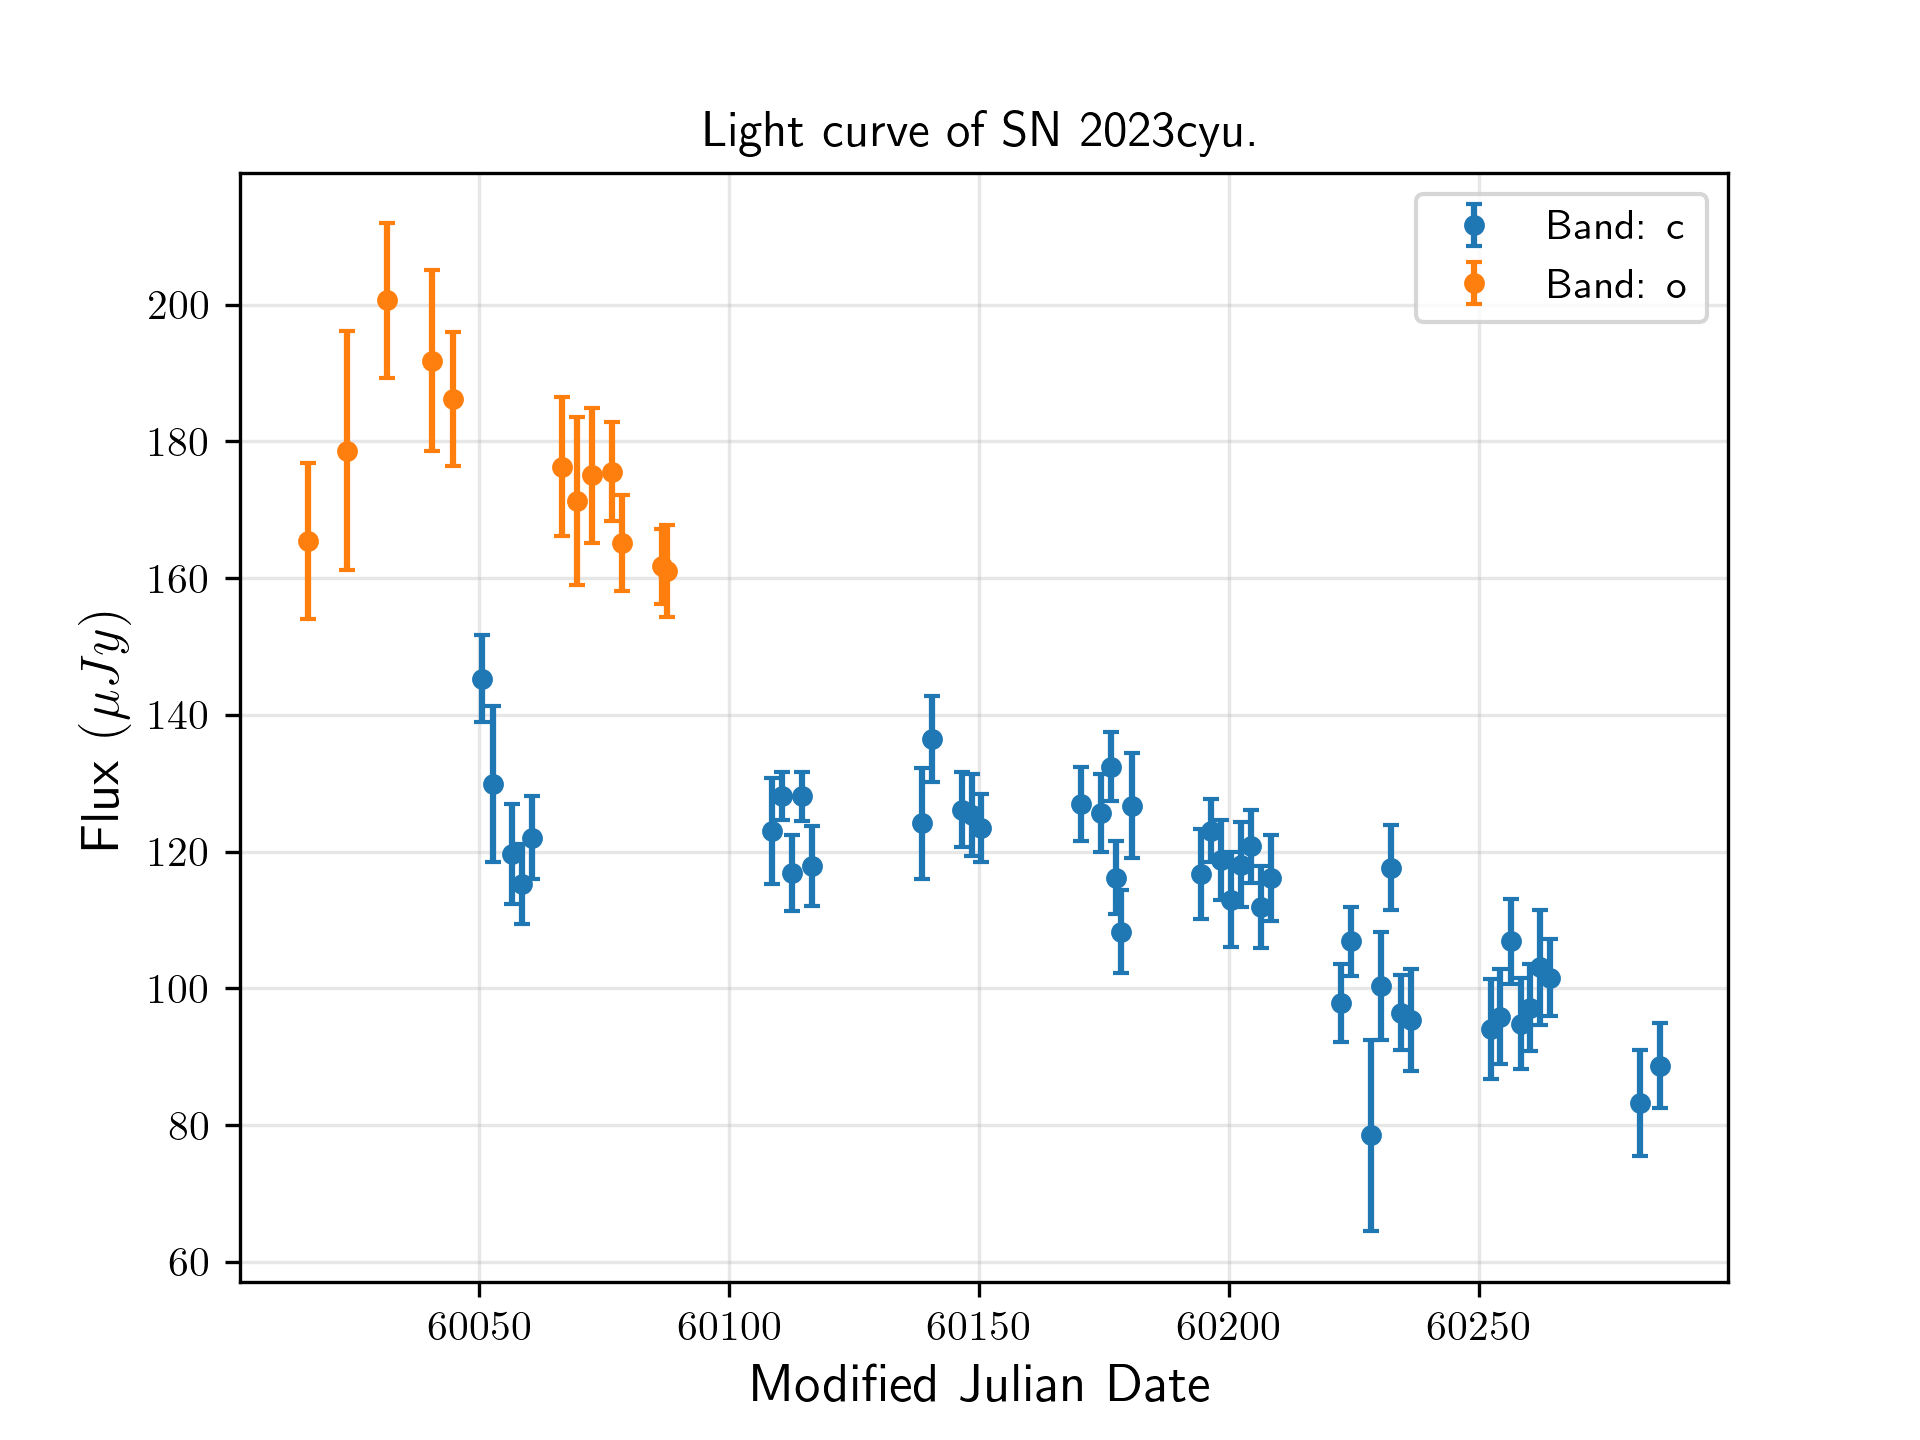 Light curve of SN 2023cyu.
Band: c
Band: o
Flux (μJy)
200
180
160
140
120
100
80
60
60050 60100 60150 60200 60250
Modified Julian Date